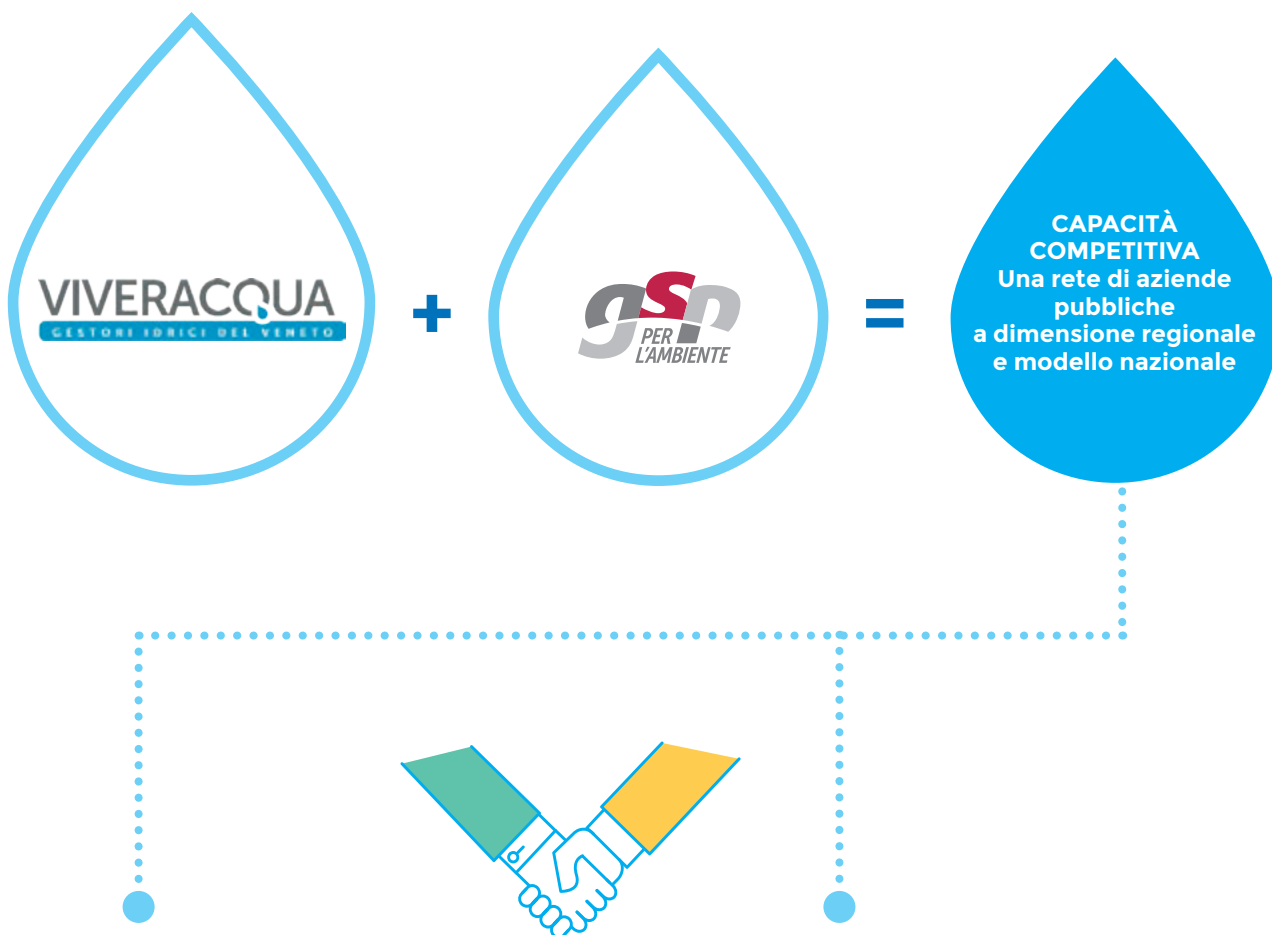 VIVERACQUA
GESTORI IDRICI DEL VENETO
+
gsp
PER
L'AMBIENTE
=
CAPACITÀ
COMPETITIVA
Una rete di aziende
pubbliche
a dimensione regionale
e modello nazionale